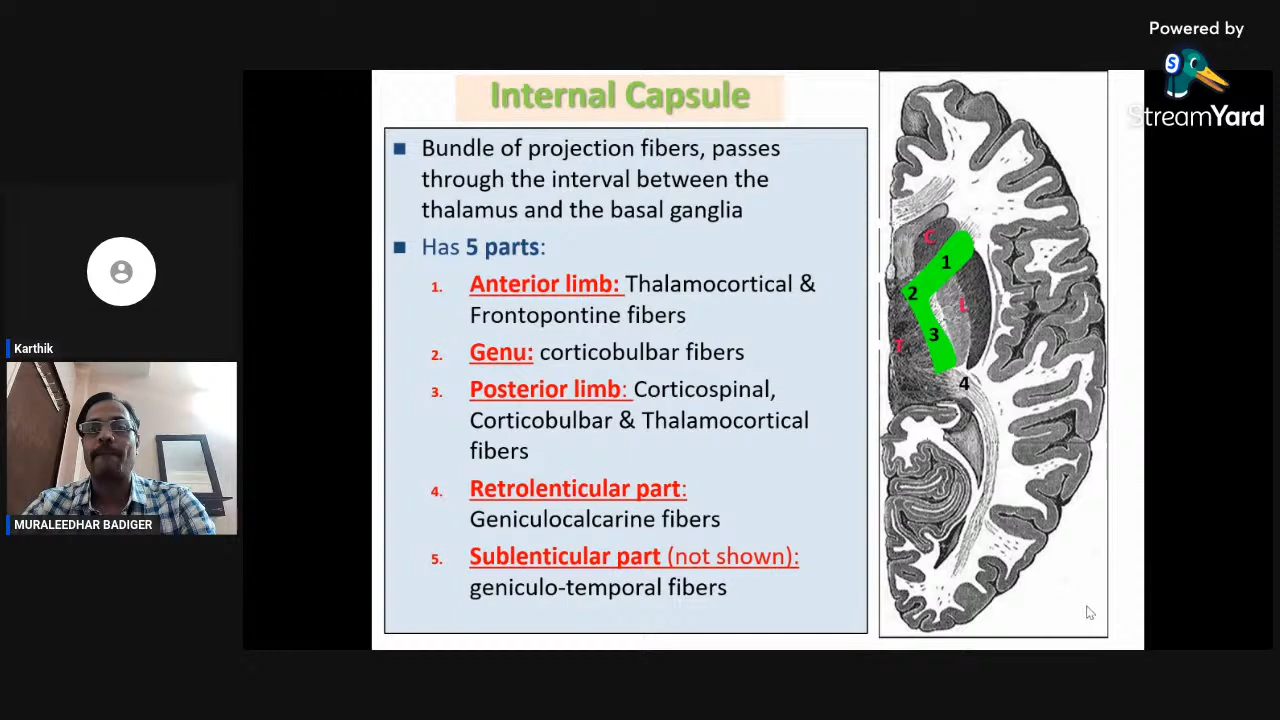 Powered by
S
StreamYard
Internal Capsule
Bundle of projection fibers, passes
through the interval between the
thalamus and the basal ganglia
Has 5 parts:
1. Anterior limb: Thalamocortical &
Frontopontine fibers
2. Genu: corticobulbar fibers
3. Posterior limb: Corticospinal,
Corticobulbar & Thalamocortical
fibers
4. Retrolenticular part:
Geniculocalcarine fibers
5. Sublenticular part (not shown):
geniculo-temporal fibers
C
1
2
L
3
T
4
Karthik
MURALEEDHAR BADIGER